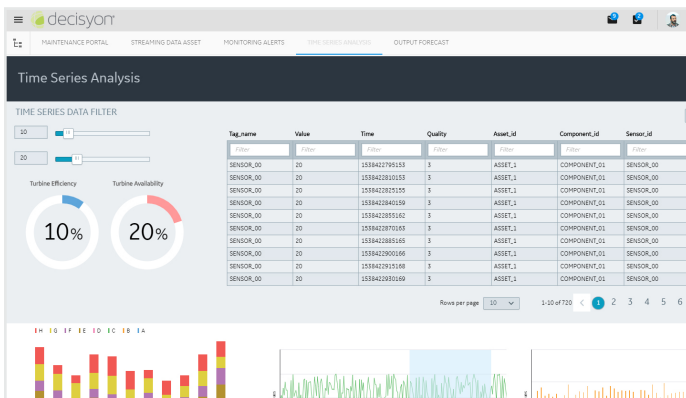 decisyon
MAINTENANCE PORTAL STREAMING DATA ASSET MONITORING ALERTS TIME SERIES ANALYSIS OUTPUT FORECAST
Time Series Analysis
TIME SERIES DATA FILTER
10
20
Turbine Efficiency Turbine Availability
10% 20%
Tag_name Value Time Quality Asset_id Component_id Sensor_id
Filter Filter Filter Filter Filter Filter Filter
SENSOR_00 20 1538422795153 3 ASSET_1 COMPONENT_01 SENSOR_00
SENSOR_00 20 1538422810153 3 ASSET_1 COMPONENT_01 SENSOR_00
SENSOR_00 20 1538422825155 3 ASSET_1 COMPONENT_01 SENSOR_00
SENSOR_00 20 1538422840159 3 ASSET_1 COMPONENT_01 SENSOR_00
SENSOR_00 20 1538422855162 3 ASSET_1 COMPONENT_01 SENSOR_00
SENSOR_00 20 1538422870163 3 ASSET_1 COMPONENT_01 SENSOR_00
SENSOR_00 20 1538422885165 3 ASSET_1 COMPONENT_01 SENSOR_00
SENSOR_00 20 1538422900166 3 ASSET_1 COMPONENT_01 SENSOR_00
SENSOR_00 20 1538422915168 3 ASSET_1 COMPONENT_01 SENSOR_00
SENSOR_00 20 1538422930169 3 ASSET_1 COMPONENT_01 SENSOR_00
Rows per page 10 1-10 of 720 < 1 2 3 4 5 6
H G F E D C B A